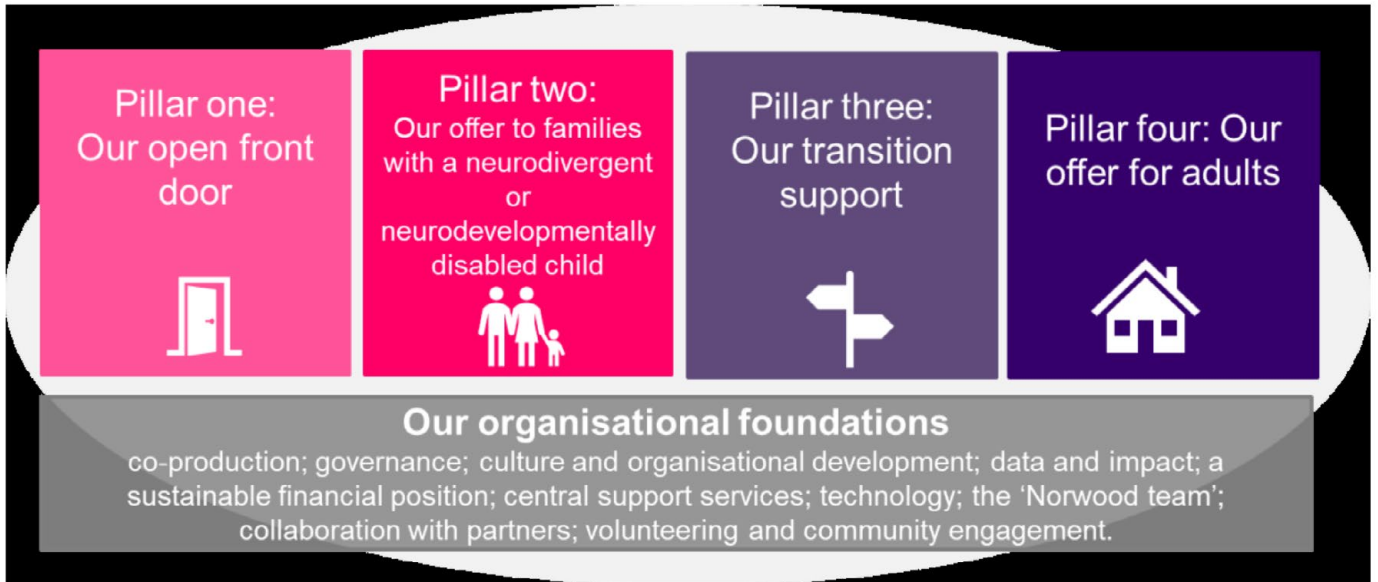 Pillar one:
Our open front
door
Pillar two:
Our offer to families
with a neurodivergent
or
neurodevelopmentally
disabled child
Pillar three:
Our transition
support
Pillar four: Our
offer for adults
Our organisational foundations
co-production; governance; culture and organisational development; data and impact; a
sustainable financial position; central support services; technology; the ‘Norwood team’;
collaboration with partners; volunteering and community engagement.